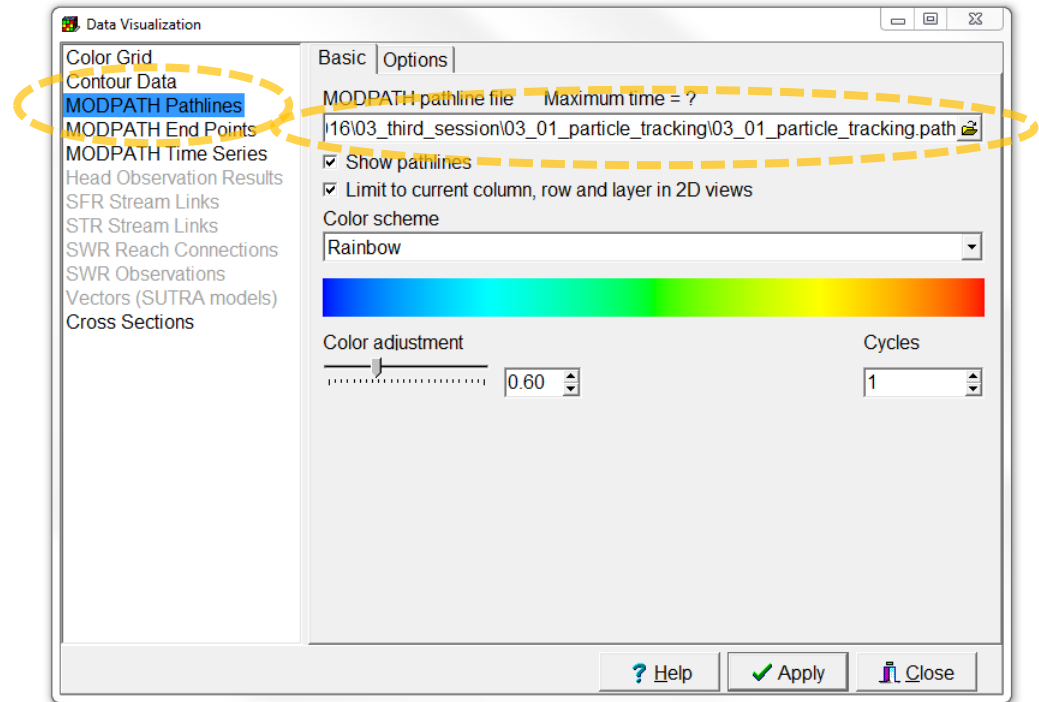 Data Visualization
Color Grid
Contour Data
MODPATH Pathlines
MODPATH End Points
MODPATH Time Series
Head Observation Results
SFR Stream Links
STR Stream Links
SWR Reach Connections
SWR Observations
Vectors (SUTRA models)
Cross Sections
Basic Options
MODPATH pathline file Maximum time = ?
16\03_third_session\03_01_particle_tracking\03_01_particle_tracking.path
Show pathlines
Limit to current column, row and layer in 2D views
Color scheme
Rainbow
Color adjustment Cycles
0.60 1
? Help Apply Close